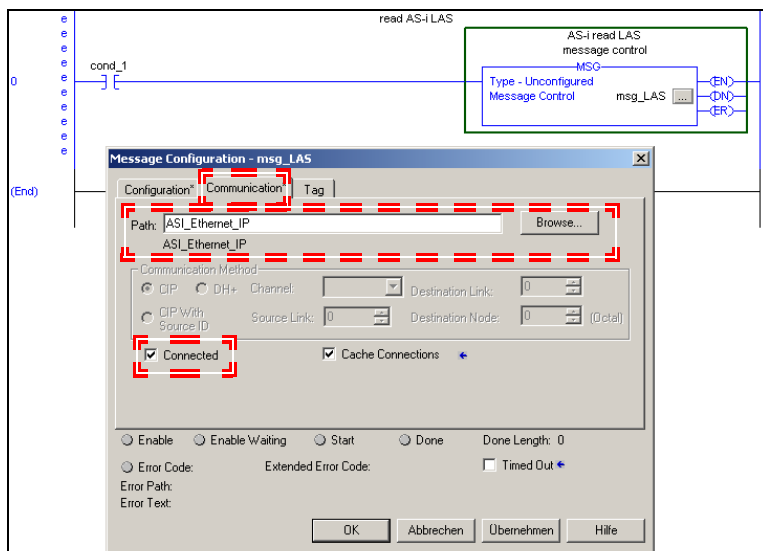 read AS-i LAS
AS-i read LAS
message control
MSG
Type - Unconfigured
Message Control msg_LAS ...
EN
DN
ER
cond_1
0
e
e
e
e
e
e
e
e
e
e
(End)
Message Configuration - msg_LAS
Configuration* Communication Tag
Path: ASI_Ethernet_IP Browse...
ASI_Ethernet_IP
Communication Method
CIP DH+ Channel: Destination Link: 0
CIP With
Source ID Source Link: 0 Destination Node: 0 (Octal)
Connected Cache Connections
Enable Enable Waiting Start Done Done Length: 0
Error Code: Extended Error Code: Timed Out
Error Path:
Error Text:
OK Abbrechen Übernehmen Hilfe